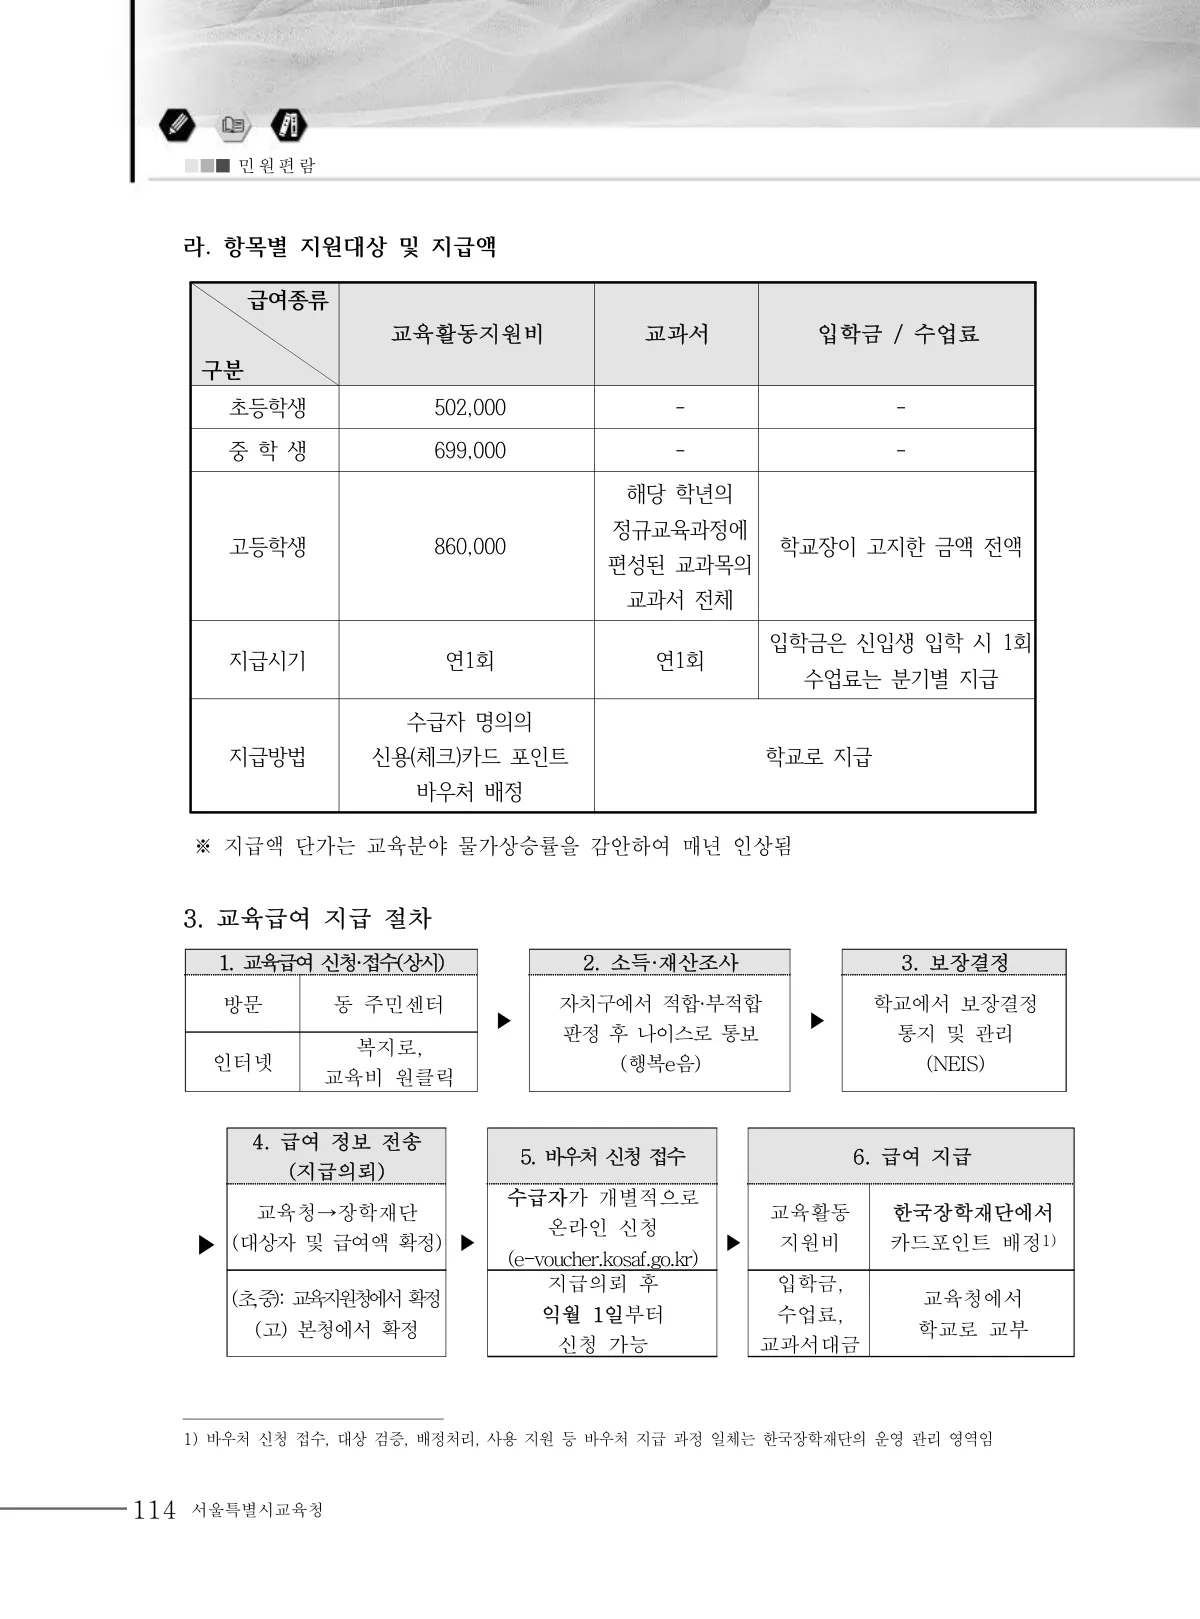 민원편람
라. 항목별 지원대상 및 지급액
급여종류
구분
교육활동지원비
교과서
입학금 / 수업료
초등학생
502,000
-
-
중 학 생
699,000
-
-
고등학생
860,000
해당 학년의
정규교육과정에
편성된 교과목의
교과서 전체
학교장이 고지한 금액 전액
지급시기
연1회
연1회
입학금은 신입생 입학 시 1회
수업료는 분기별 지급
지급방법
수급자 명의의
신용(체크)카드 포인트
바우처 배정
학교로 지급
※ 지급액 단가는 교육분야 물가상승률을 감안하여 매년 인상됨
3. 교육급여 지급 절차
1. 교육급여 신청·접수(상시)
방문
동 주민센터
인터넷
복지로,
교육비 원클릭
▶
2. 소득·재산조사
자치구에서 적합·부적합
판정 후 나이스로 통보
(행복e음)
▶
3. 보장결정
학교에서 보장결정
통지 및 관리
(NEIS)
▶
4. 급여 정보 전송
(지급의뢰)
교육청→장학재단
(대상자 및 급여액 확정)
(초,중): 교육지원청에서 확정
(고) 본청에서 확정
▶
5. 바우처 신청 접수
수급자가 개별적으로
온라인 신청
(e-voucher.kosaf.go.kr)
지급의뢰 후
익월 1일부터
신청 가능
▶
6. 급여 지급
교육활동
지원비
한국장학재단에서
카드포인트 배정1)
입학금,
수업료,
교과서대금
교육청에서
학교로 교부
1) 바우처 신청 접수, 대상 검증, 배정처리, 사용 지원 등 바우처 지급 과정 일체는 한국장학재단의 운영 관리 영역임
114 서울특별시교육청